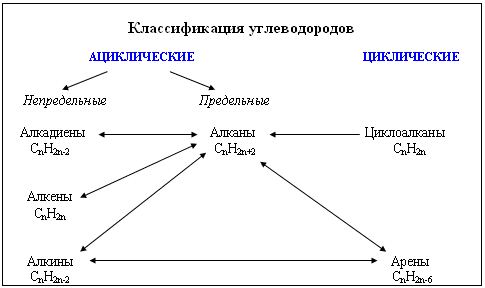 Классификация углеводородов
АЦИКЛИЧЕСКИЕ ЦИКЛИЧЕСКИЕ
Непредельные Предельные
Алкадиены Алканы Циклоалканы
CnH2n-2 CnH2n+2 CnH2n
Алкены
CnH2n
Алкины Арены
CnH2n-2 CnH2n-6